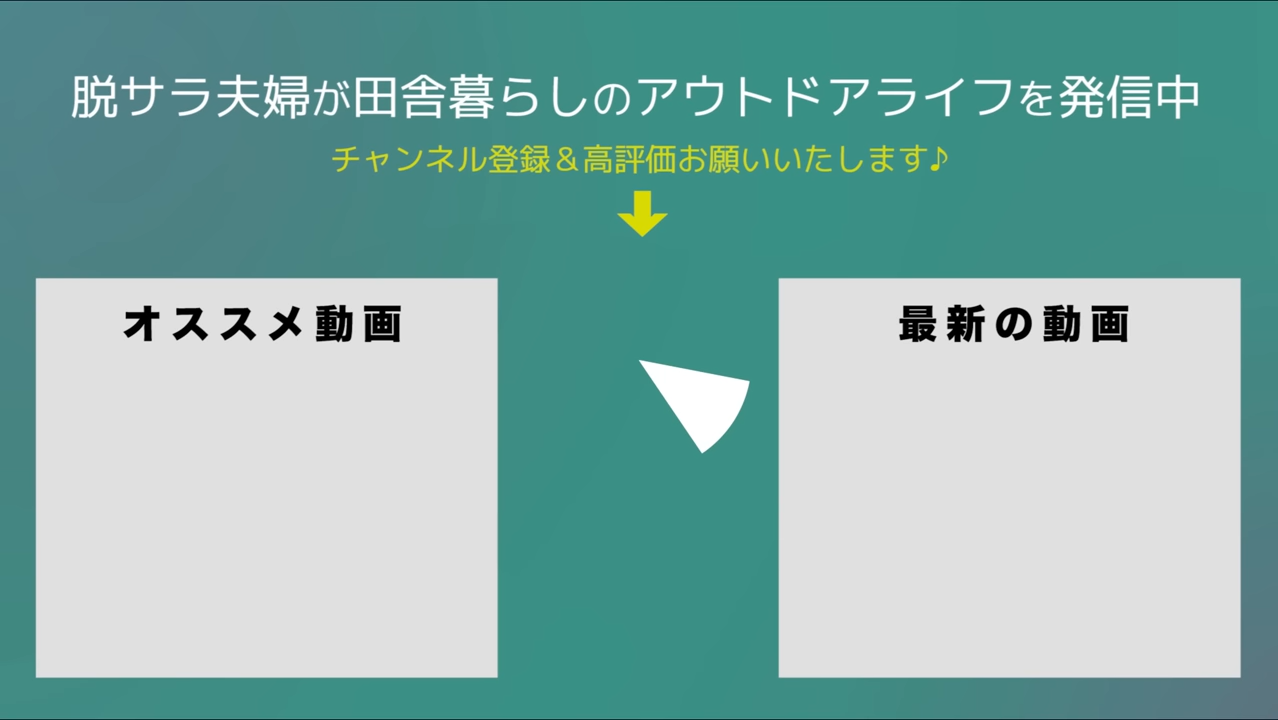 脱サラ夫婦が田舎暮らしのアウトドアライフを発信中
チャンネル登録＆高評価お願いいたします♪
オススメ動画
最新の動画